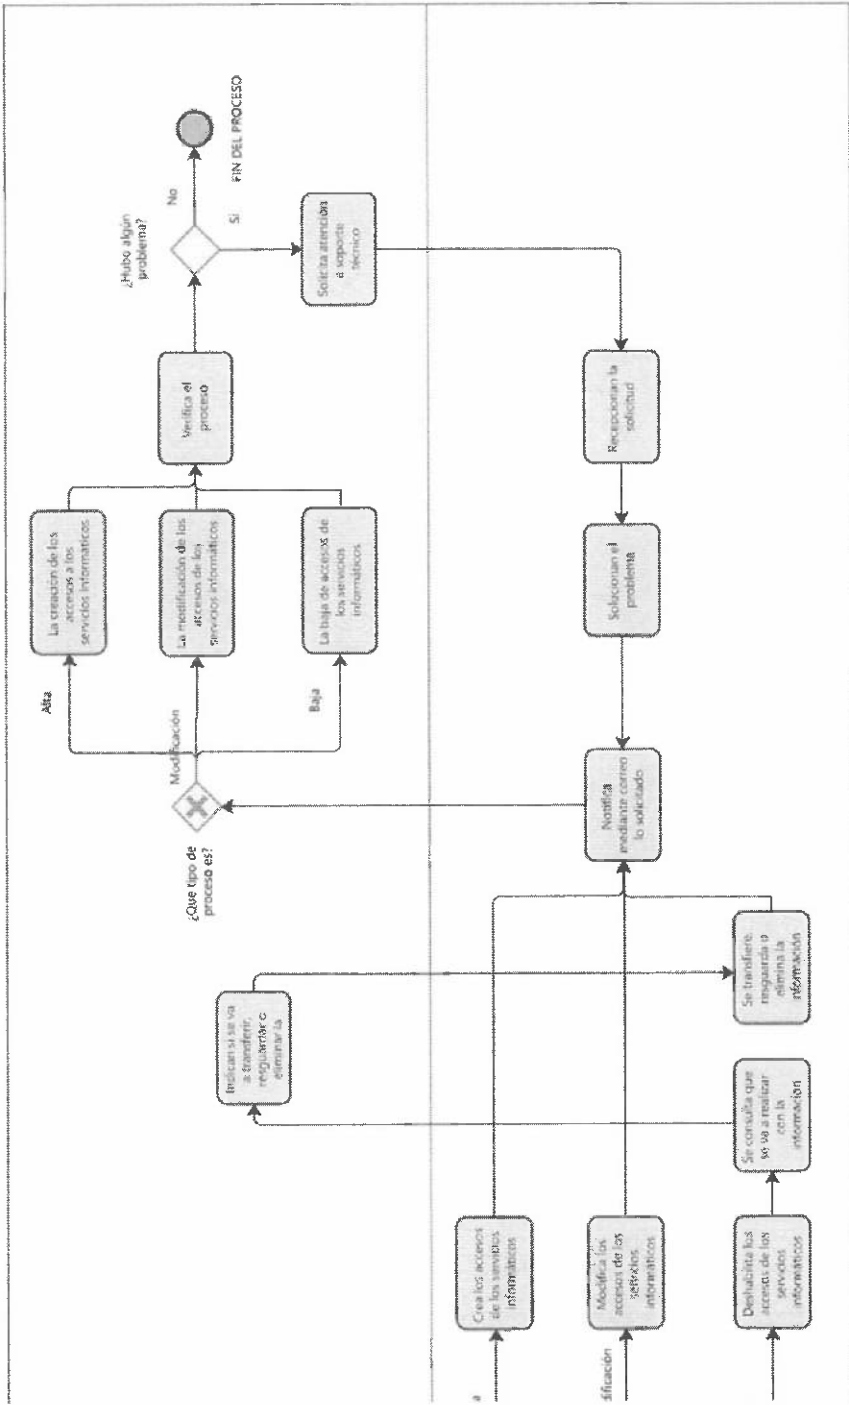 a
Crea los accesos
de los servicios
informáticos
dificación
Modifica los
accesos de los
servicios
informáticos
Deshabilita los
accesos de los
servicios
informáticos
Se consulta que
se va a realizar
con la
información
Indican si se va
a transferir,
resguardar o
eliminar la
Se transfiere,
resguarda o
elimina la
información
Notifica
mediante correo
lo solicitado
¿Que tipo de
proceso es?
Alta
Modificación
Baja
La creación de los
accesos a los
servicios informáticos
La modificación de los
accesos de los
servicios informáticos
La baja de accesos de
los servicios
informáticos
Verifica el
proceso
¿Hubo algún
problema?
No
FIN DEL PROCESO
Si
Solicita atención
a soporte
técnico
Recepcionan la
solicitud
Solucionan el
problema